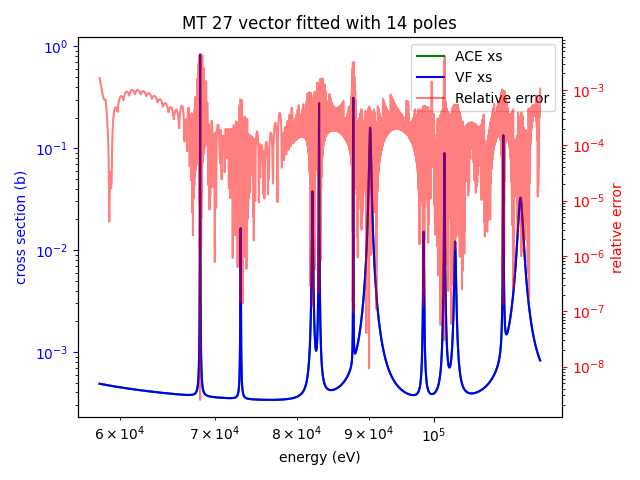 MT 27 vector fitted with 14 poles
ACE xs
VF xs
Relative error
cross section (b)
10⁰
10⁻¹
10⁻²
10⁻³
relative error
10⁻³
10⁻⁴
10⁻⁵
10⁻⁶
10⁻⁷
10⁻⁸
6 × 10⁴ 7 × 10⁴ 8 × 10⁴ 9 × 10⁴ 10⁵
energy (eV)